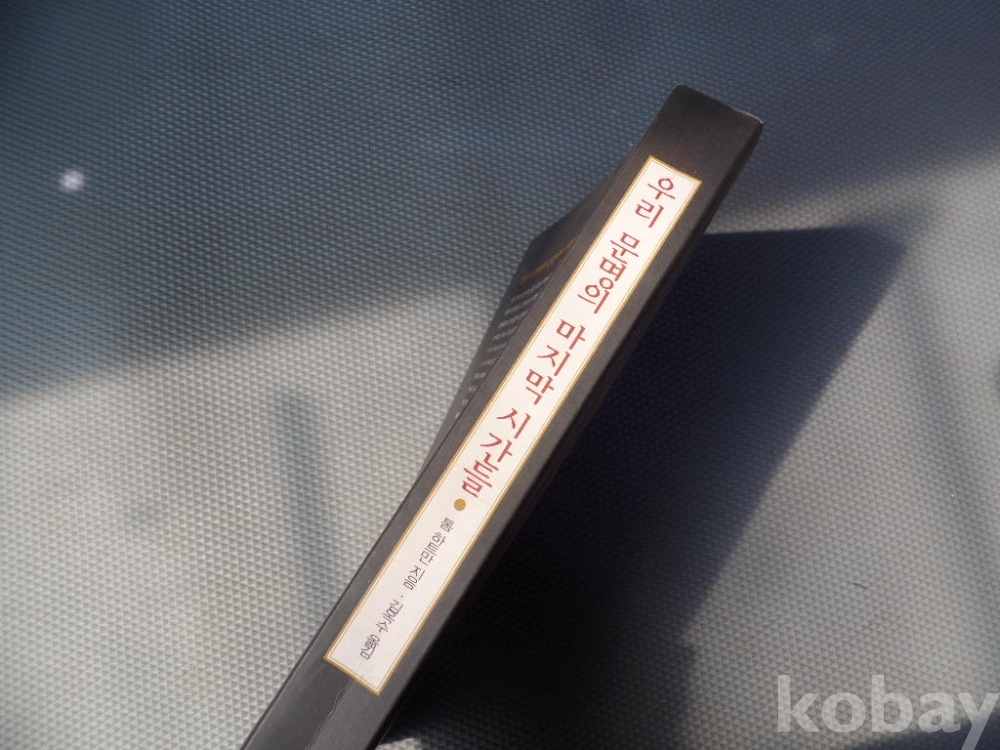 우리 문명의 마지막 시간들
톰 하트만 지음 · 김옥수 옮김
kobay